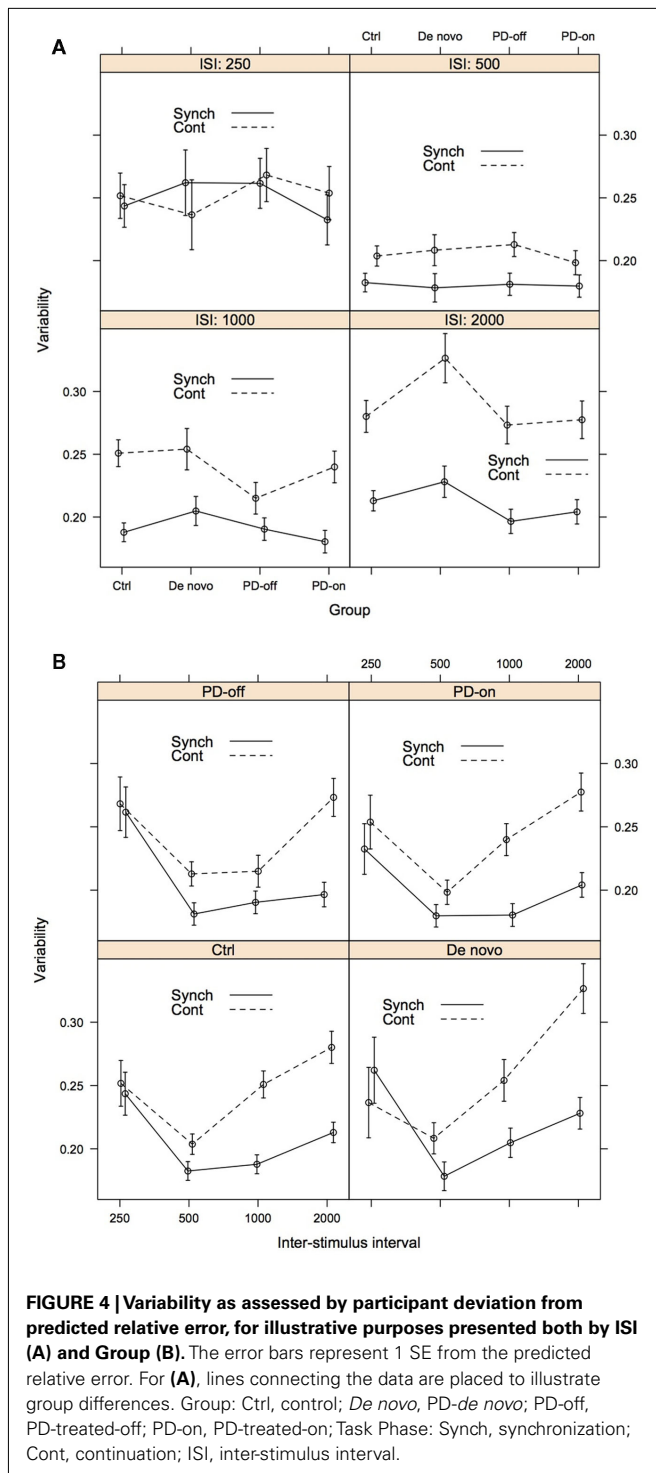 A
Ctrl De novo PD-off PD-on
ISI: 250 ISI: 500
Synch
Cont
Synch
Cont
0.30
0.25
0.20
Variability
ISI: 1000 ISI: 2000
Synch
Cont
Synch
Cont
0.30
0.25
0.20
Ctrl De novo PD-off PD-on
Group
B
250 500 1000 2000
PD-off PD-on
Synch
Cont
Synch
Cont
0.30
0.25
0.20
Variability
Ctrl De novo
Synch
Cont
Synch
Cont
0.30
0.25
0.20
250 500 1000 2000
Inter-stimulus interval
FIGURE 4 | Variability as assessed by participant deviation from
predicted relative error, for illustrative purposes presented both by ISI
(A) and Group (B). The error bars represent 1 SE from the predicted
relative error. For (A), lines connecting the data are placed to illustrate
group differences. Group: Ctrl, control; De novo, PD-de novo; PD-off,
PD-treated-off; PD-on, PD-treated-on; Task Phase: Synch, synchronization;
Cont, continuation; ISI, inter-stimulus interval.